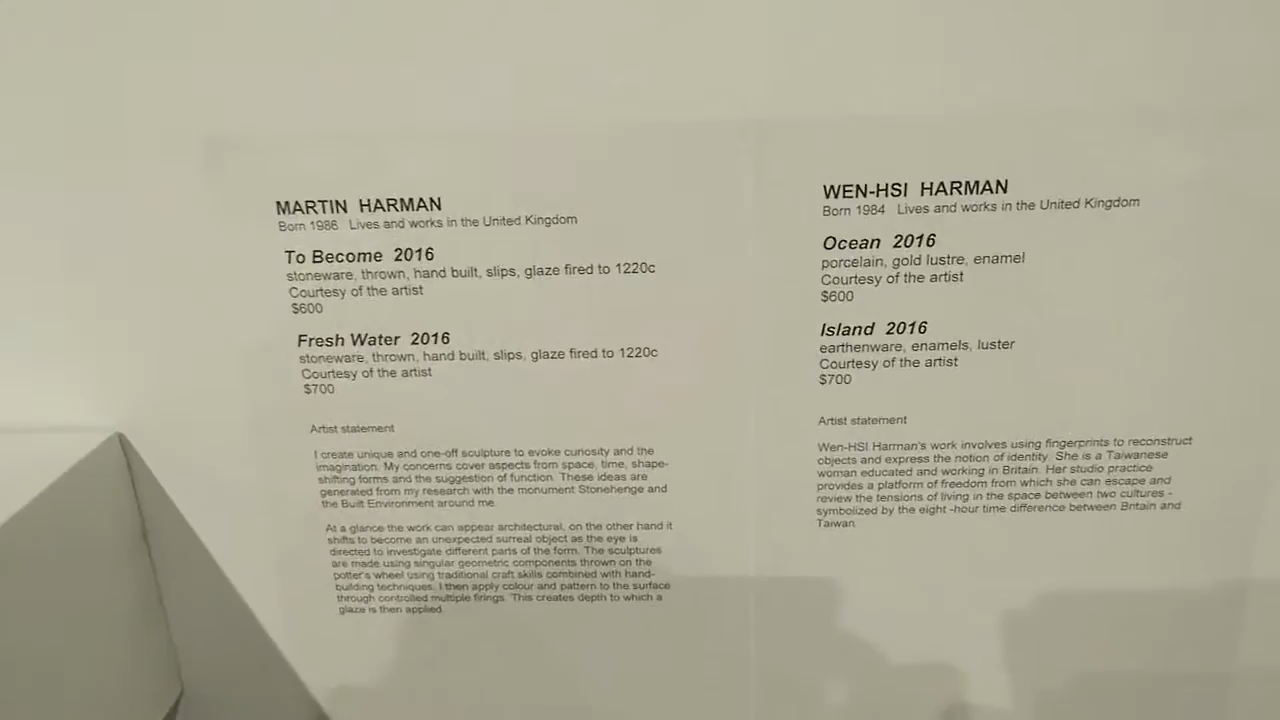 MARTIN HARMAN
Born 1986 Lives and works in the United Kingdom
To Become 2016
stoneware, thrown, hand built, slips, glaze fired to 1220c
Courtesy of the artist
$600
Fresh Water 2016
stoneware, thrown, hand built, slips, glaze fired to 1220c
Courtesy of the artist
$700
Artist statement
I create unique and one-off sculpture to evoke curiosity and the
imagination. My concerns cover aspects from space, time, shape-
shifting forms and the suggestion of function. These ideas are
generated from my research with the monument Stonehenge and
the Built Environment around me.
At a glance the work can appear architectural, on the other hand it
shifts to become an unexpected surreal object as the eye is
directed to investigate different parts of the form. The sculptures
are made using singular geometric components thrown on the
potter's wheel using traditional craft skills combined with hand-
building techniques. I then apply colour and pattern to the surface
through controlled multiple firings. This creates depth to which a
glaze is then applied.
WEN-HSI HARMAN
Born 1984 Lives and works in the United Kingdom
Ocean 2016
porcelain, gold lustre, enamel
Courtesy of the artist
$600
Island 2016
earthenware, enamels, luster
Courtesy of the artist
$700
Artist statement
Wen-HSI Harman's work involves using fingerprints to reconstruct
objects and express the notion of identity. She is a Taiwanese
woman educated and working in Britain. Her studio practice
provides a platform of freedom from which she can escape and
review the tensions of living in the space between two cultures -
symbolized by the eight -hour time difference between Britain and
Taiwan.